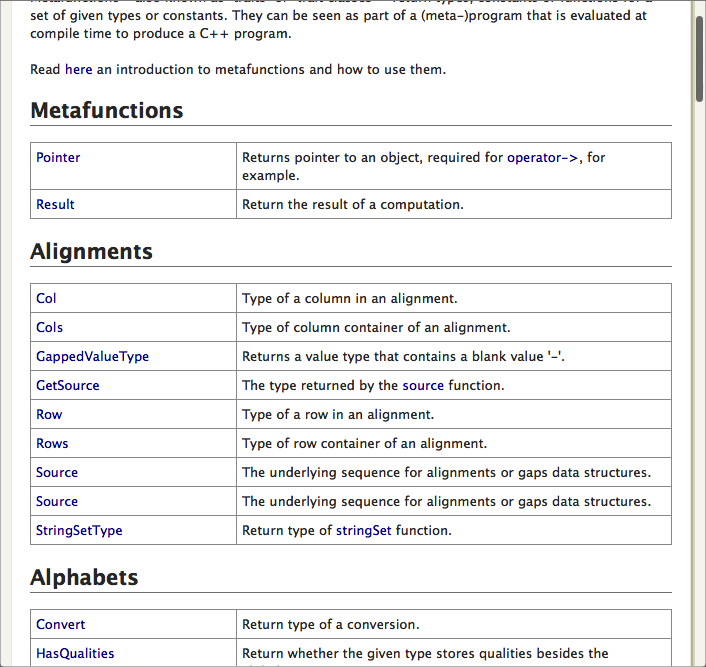 set of given types or constants. They can be seen as part of a (meta-)program that is evaluated at
compile time to produce a C++ program.
Read here an introduction to metafunctions and how to use them.
Metafunctions
Pointer Returns pointer to an object, required for operator->, for
example.
Result Return the result of a computation.
Alignments
Col Type of a column in an alignment.
Cols Type of column container of an alignment.
GappedValueType Returns a value type that contains a blank value '-'.
GetSource The type returned by the source function.
Row Type of a row in an alignment.
Rows Type of row container of an alignment.
Source The underlying sequence for alignments or gaps data structures.
Source The underlying sequence for alignments or gaps data structures.
StringSetType Return type of stringSet function.
Alphabets
Convert Return type of a conversion.
HasQualities Return whether the given type stores qualities besides the